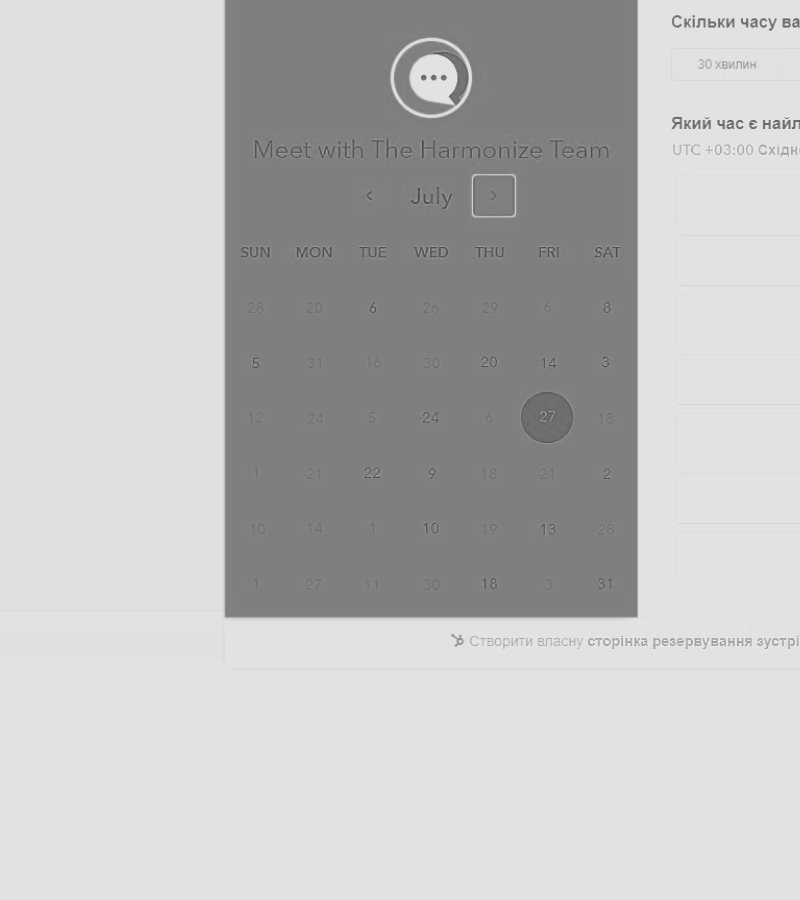 Скільки часу ва
30 хвилин
Meet with The Harmonize Team
Який час є найл
UTC +03:00 Східн
July
SUN MON TUE WED THU FRI SAT
28 20 6 26 29 6 8
5 31 16 30 20 14 3
12 24 5 24 6 27 18
1 21 22 9 18 21 2
10 14 1 10 19 13 28
1 27 11 30 18 3 31
Створити власну сторінка резервування зустрі